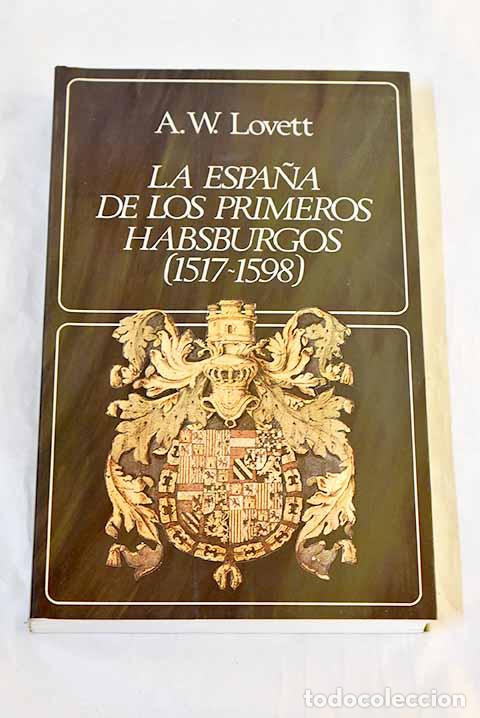 A.W. Lovett
LA ESPAÑA
DE LOS PRIMEROS
HABSBURGOS
(1517-1598)
todocoleccion